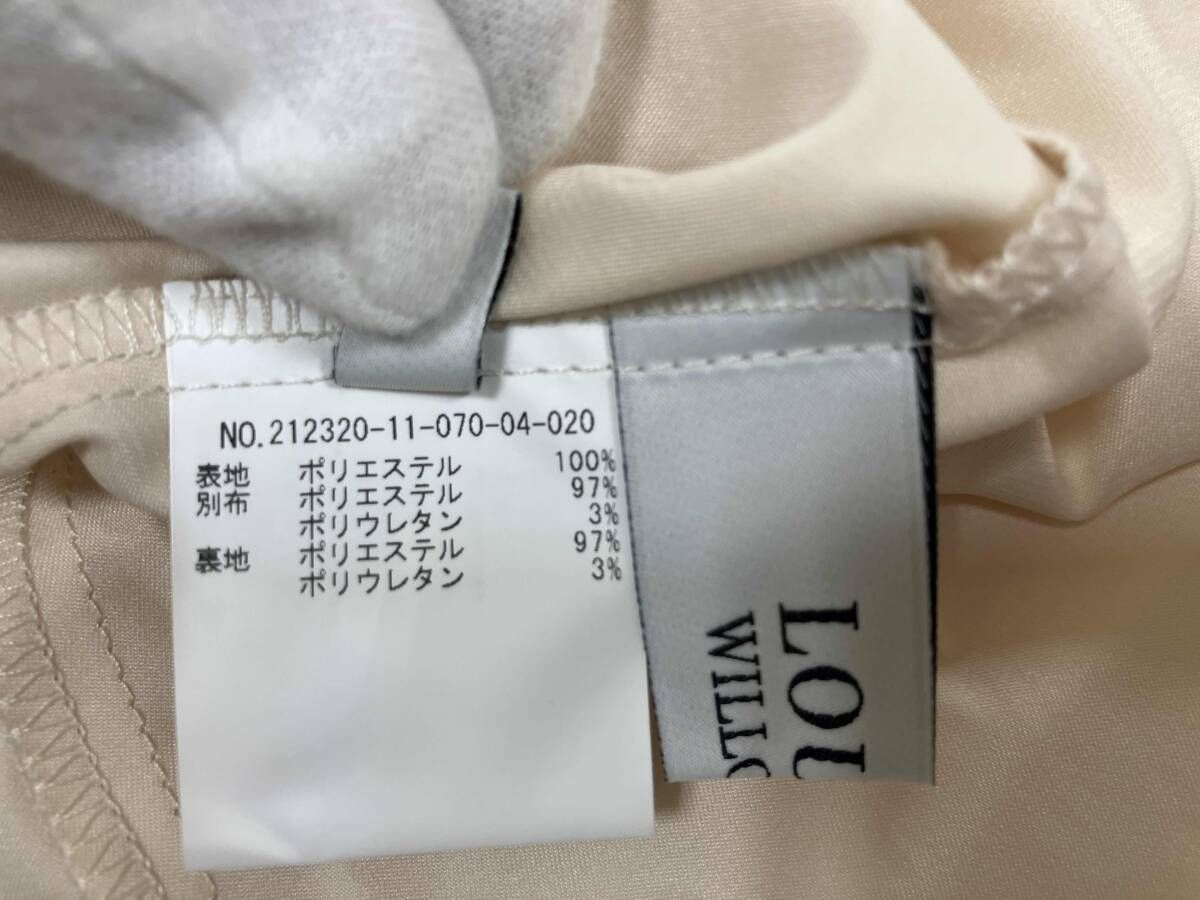 NO.212320-11-070-04-020
表地 ポリエステル 100%
別布 ポリエステル 97%
ポリウレタン 3%
裏地 ポリエステル 97%
ポリウレタン 3%
LOU
WILLO